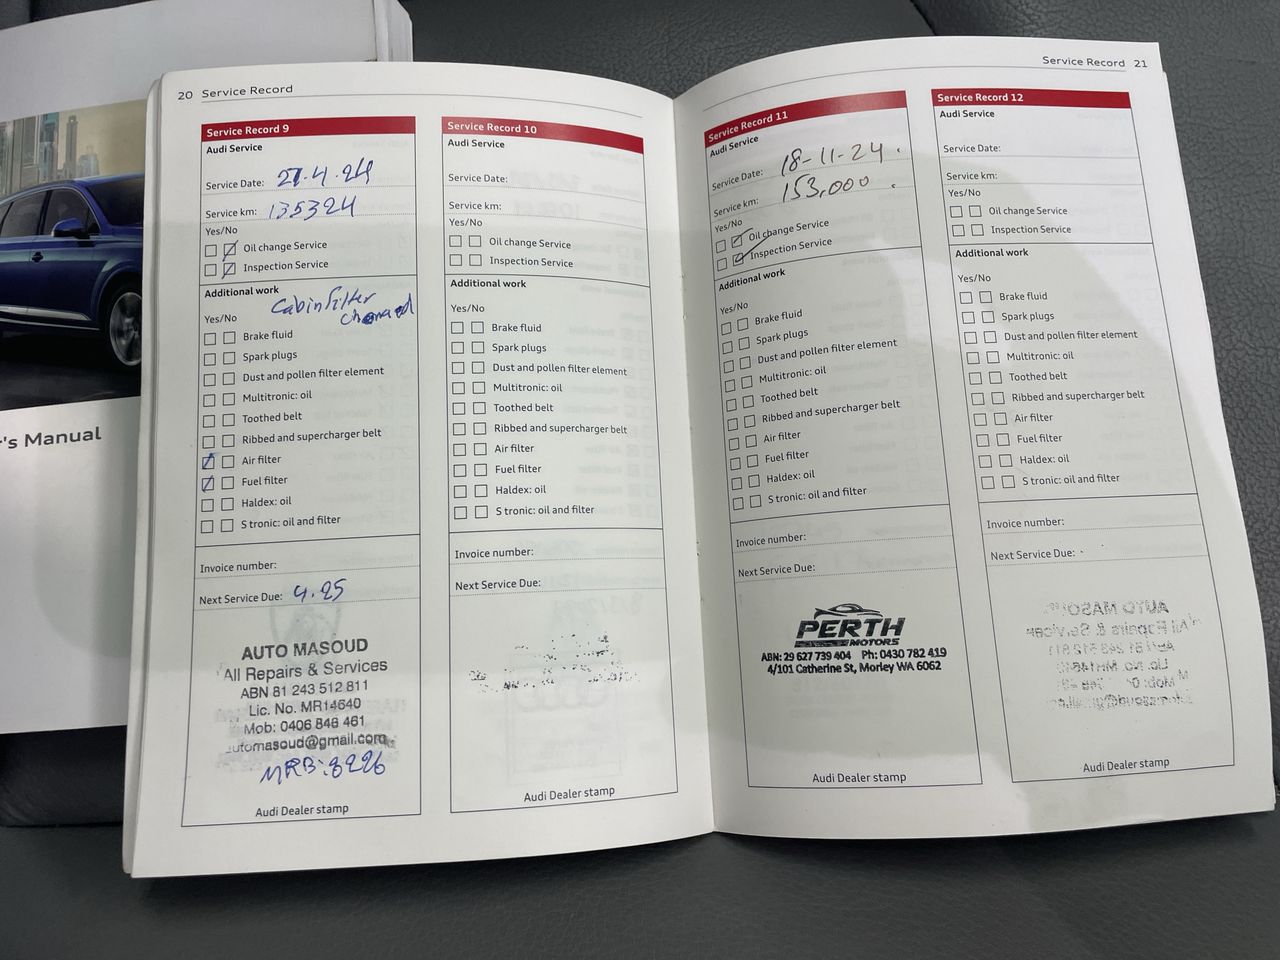 's Manual
20 Service Record
Service Record 9
Audi Service
Service Date: 27.4.24
Service km: 135324
Yes/No
Oil change Service
Inspection Service
Additional work
Cabin filter
changed
Yes/No
Brake fluid
Spark plugs
Dust and pollen filter element
Multitronic: oil
Toothed belt
Ribbed and supercharger belt
Air filter
Fuel filter
Haldex: oil
S tronic: oil and filter
Invoice number:
Next Service Due: 4.25
AUTO MASOUD
All Repairs & Services
ABN 81 243 512 811
Lic. No. MR14640
Mob: 0406 848 461
automasoud@gmail.com
MRB: 8226
Audi Dealer stamp
Service Record 10
Audi Service
Service Date:
Service km:
Yes/No
Oil change Service
Inspection Service
Additional work
Yes/No
Brake fluid
Spark plugs
Dust and pollen filter element
Multitronic: oil
Toothed belt
Ribbed and supercharger belt
Air filter
Fuel filter
Haldex: oil
S tronic: oil and filter
Invoice number:
Next Service Due:
Audi Dealer stamp
Service Record 21
Service Record 11
Audi Service
Service Date: 18-11-24.
Service km: 153,000.
Yes/No
Oil change Service
Inspection Service
Additional work
Yes/No
Brake fluid
Spark plugs
Dust and pollen filter element
Multitronic: oil
Toothed belt
Ribbed and supercharger belt
Air filter
Fuel filter
Haldex: oil
S tronic: oil and filter
Invoice number:
Next Service Due:
PERTH
MOTORS
ABN: 29 627 739 404 Ph: 0430 782 419
4/101 Catherine St, Morley WA 6062
Audi Dealer stamp
Service Record 12
Audi Service
Service Date:
Service km:
Yes/No
Oil change Service
Inspection Service
Additional work
Yes/No
Brake fluid
Spark plugs
Dust and pollen filter element
Multitronic: oil
Toothed belt
Ribbed and supercharger belt
Air filter
Fuel filter
Haldex: oil
S tronic: oil and filter
Invoice number:
Next Service Due:
Audi Dealer stamp